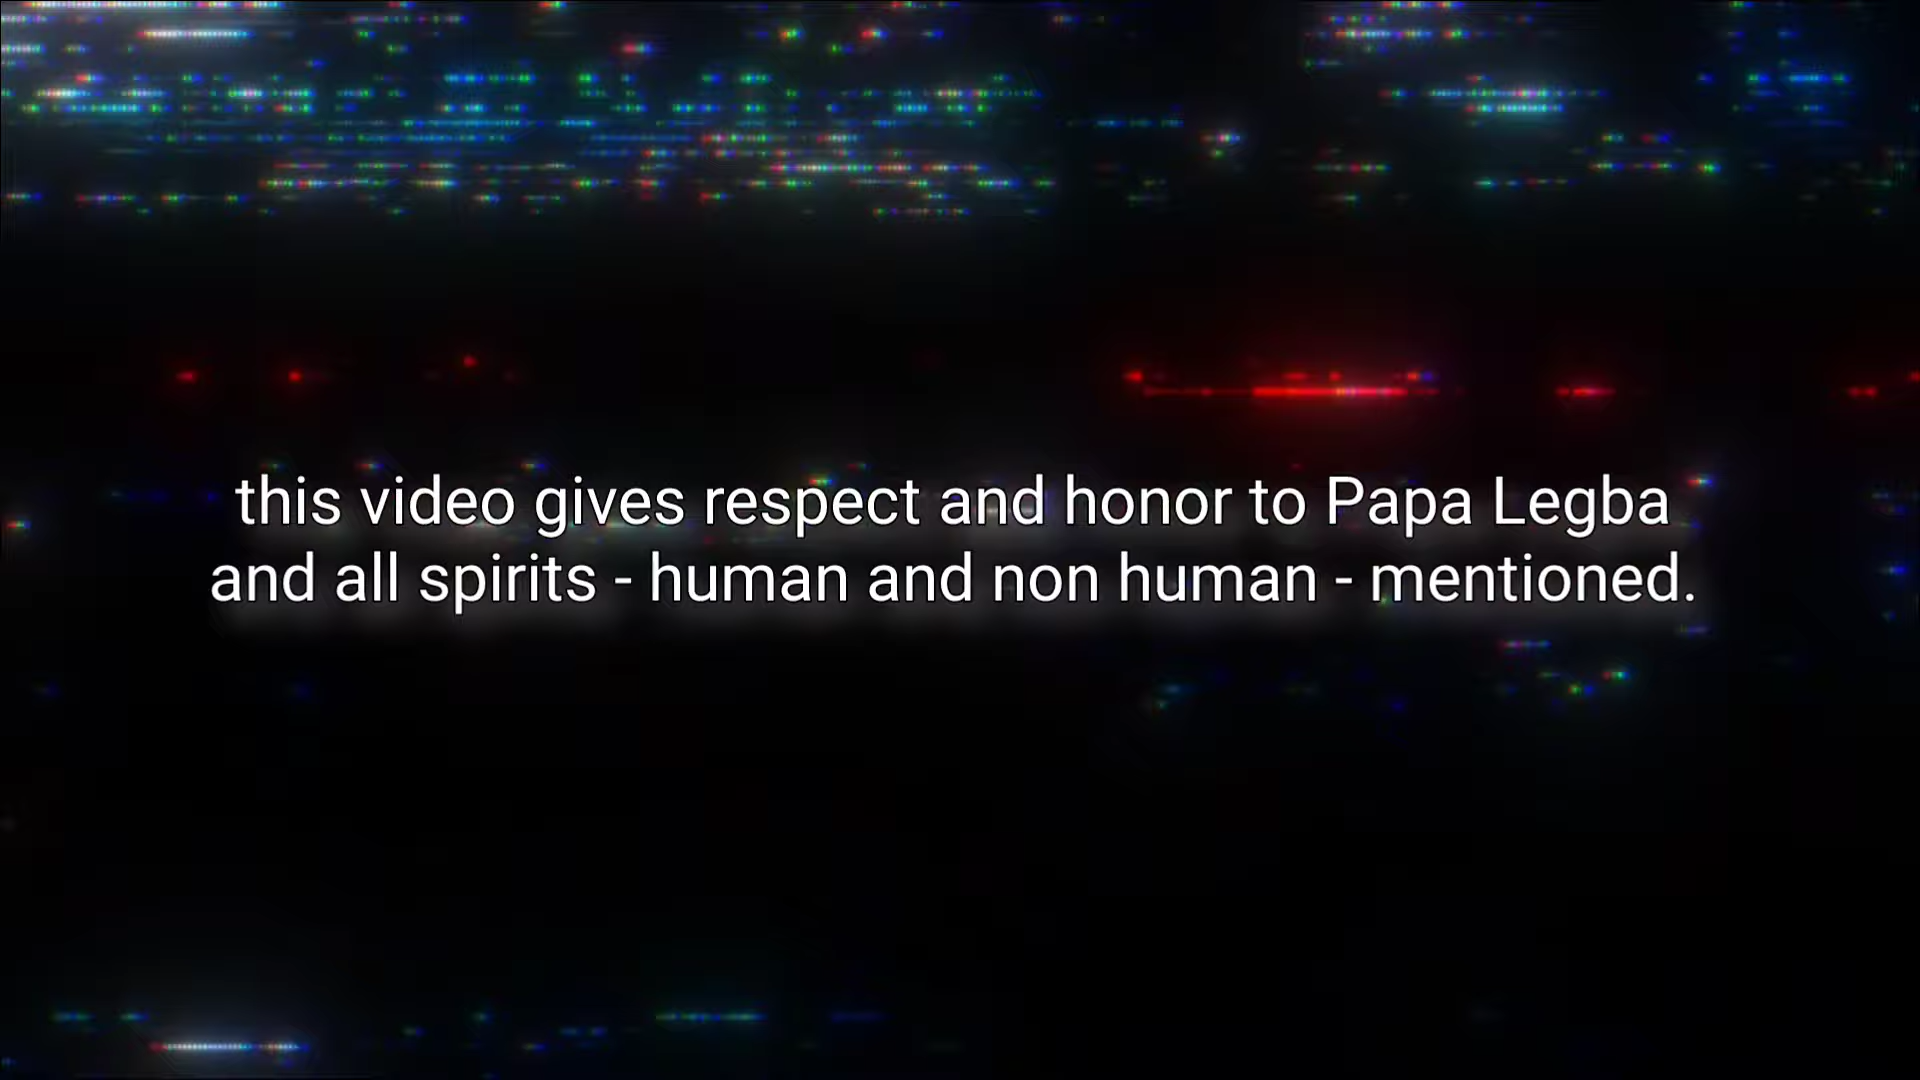 this video gives respect and honor to Papa Legba
and all spirits - human and non human - mentioned.